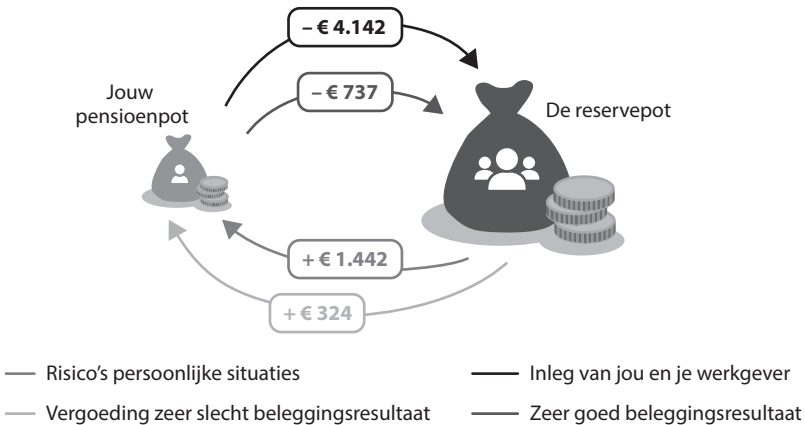 – € 4.142
Jouw
pensioenpot
– € 737
De reservepot
+ € 1.442
+ € 324
Risico's persoonlijke situaties
Inleg van jou en je werkgever
Vergoeding zeer slecht beleggingsresultaat
Zeer goed beleggingsresultaat